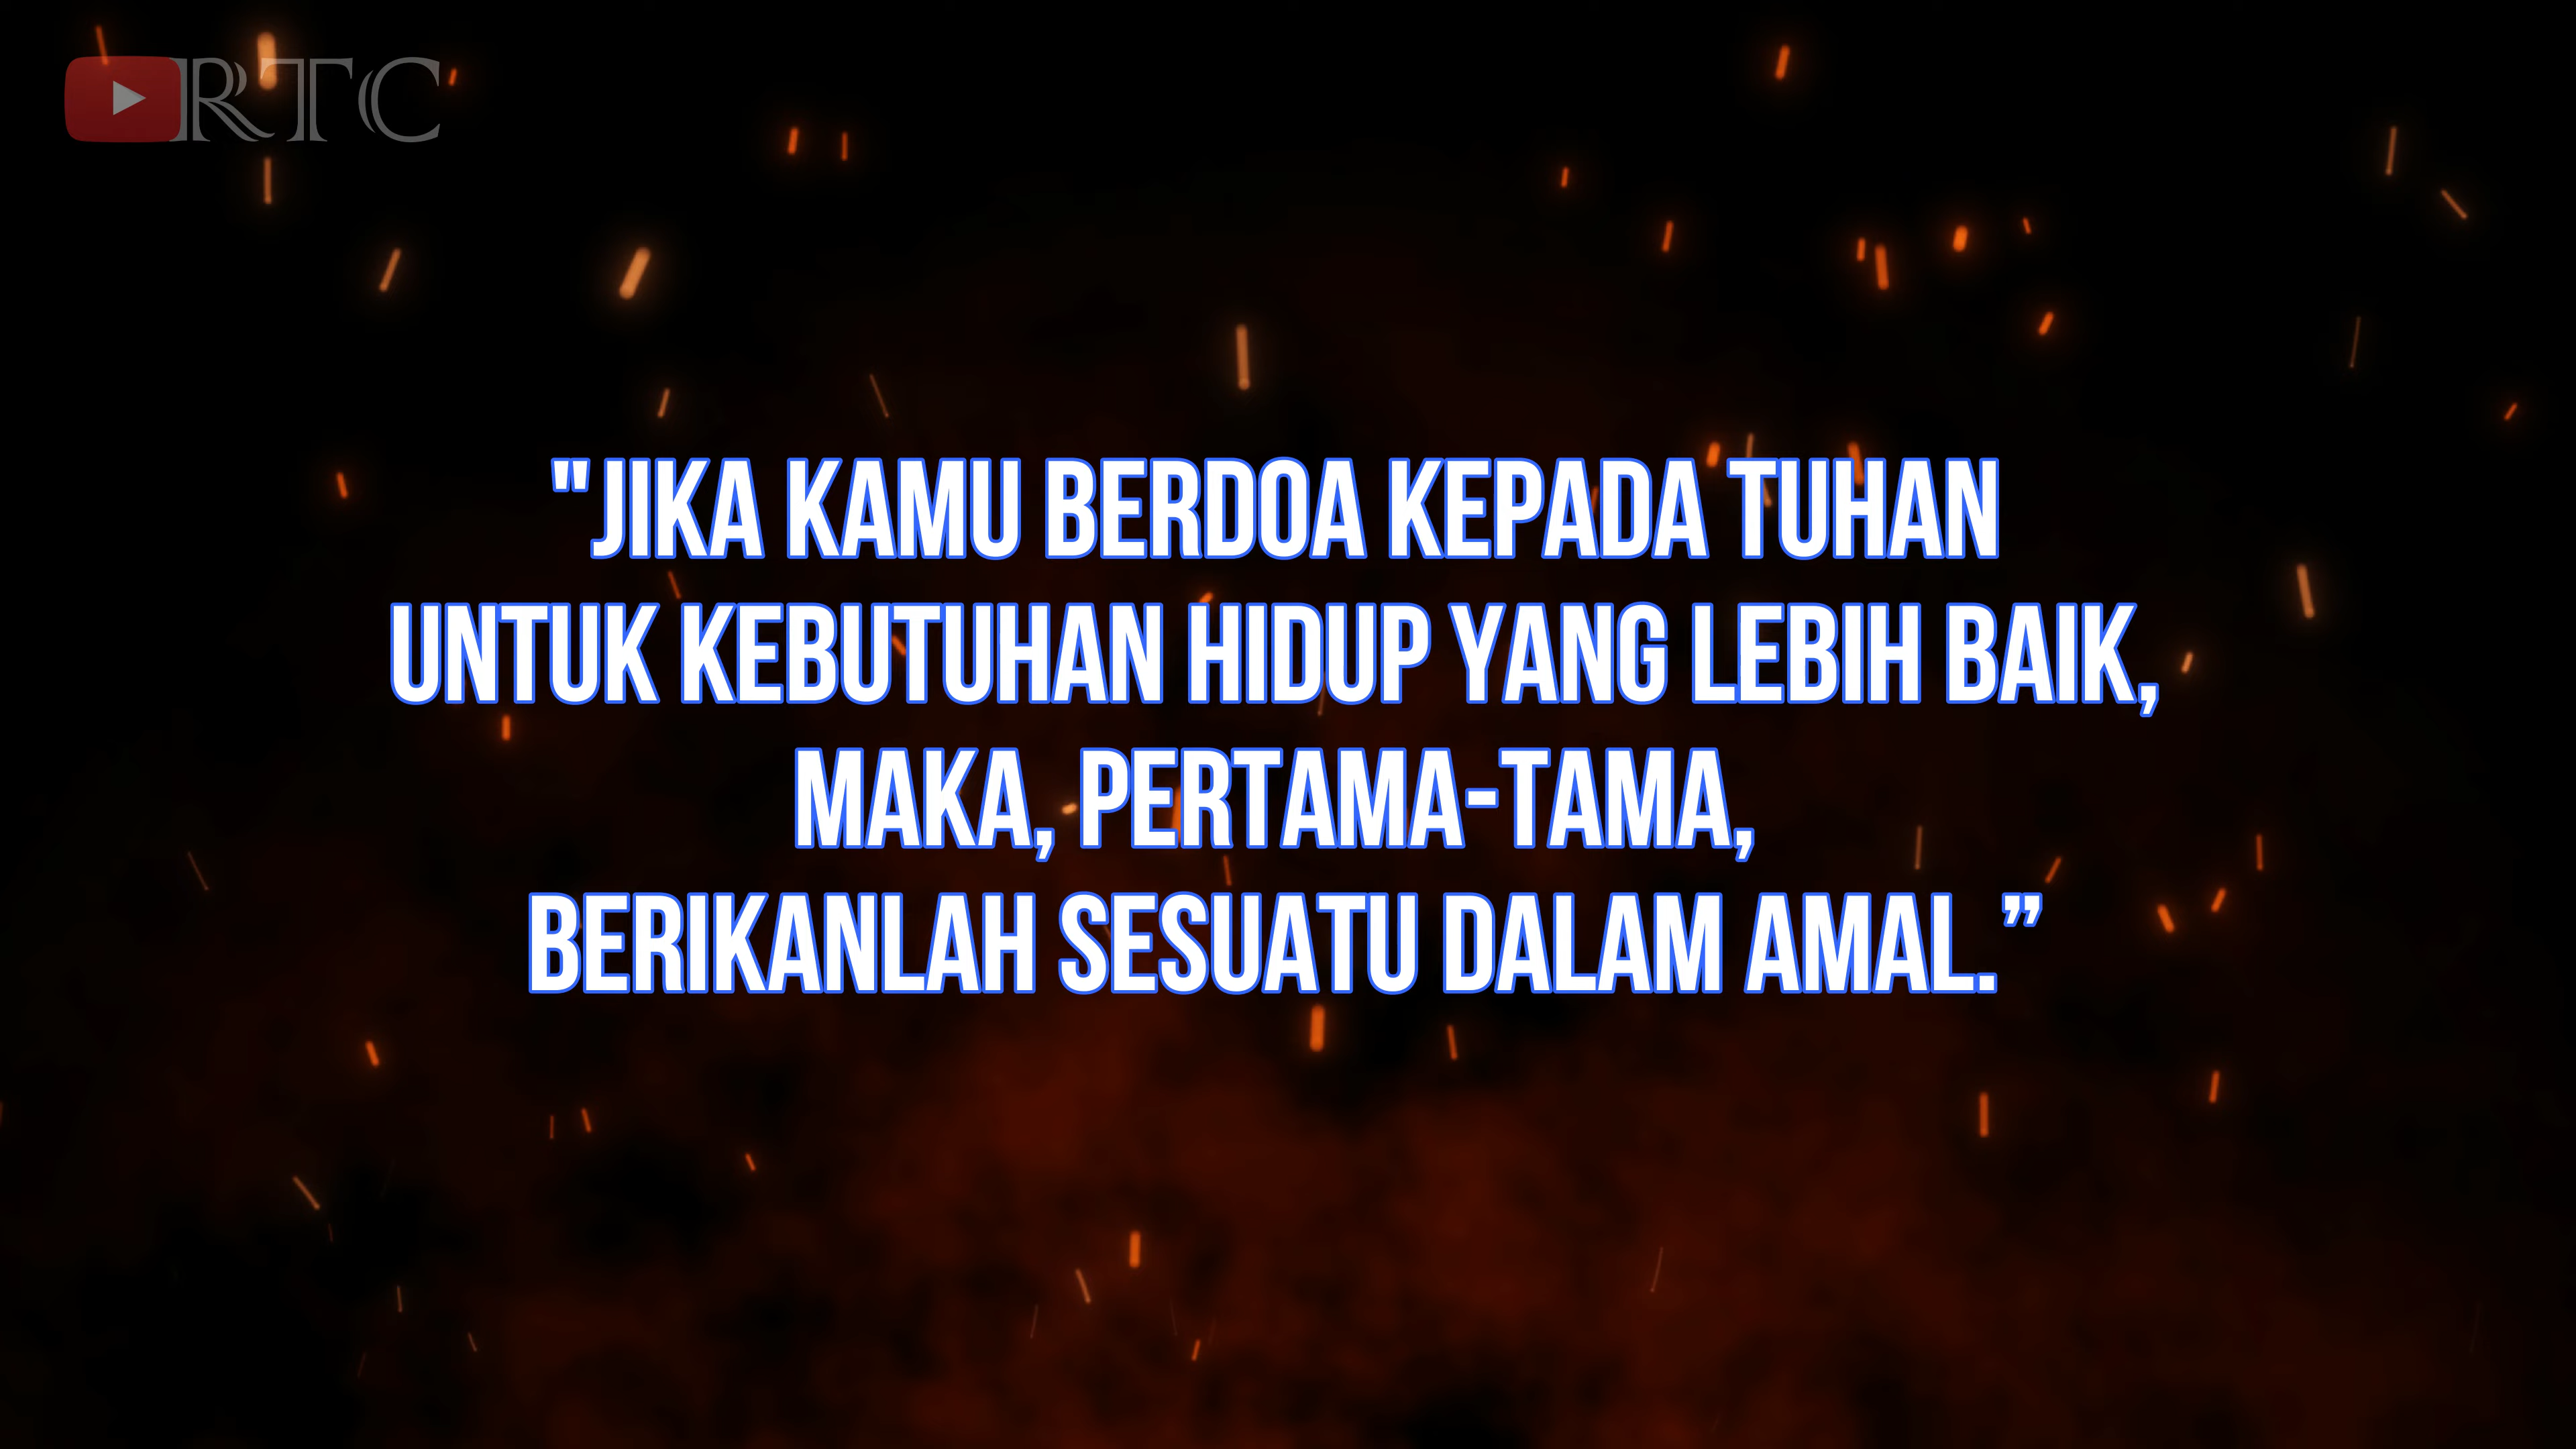 RTC
"JIKA KAMU BERDOA KEPADA TUHAN
UNTUK KEBUTUHAN HIDUP YANG LEBIH BAIK,
MAKA, PERTAMA-TAMA,
BERIKANLAH SESUATU DALAM AMAL.”